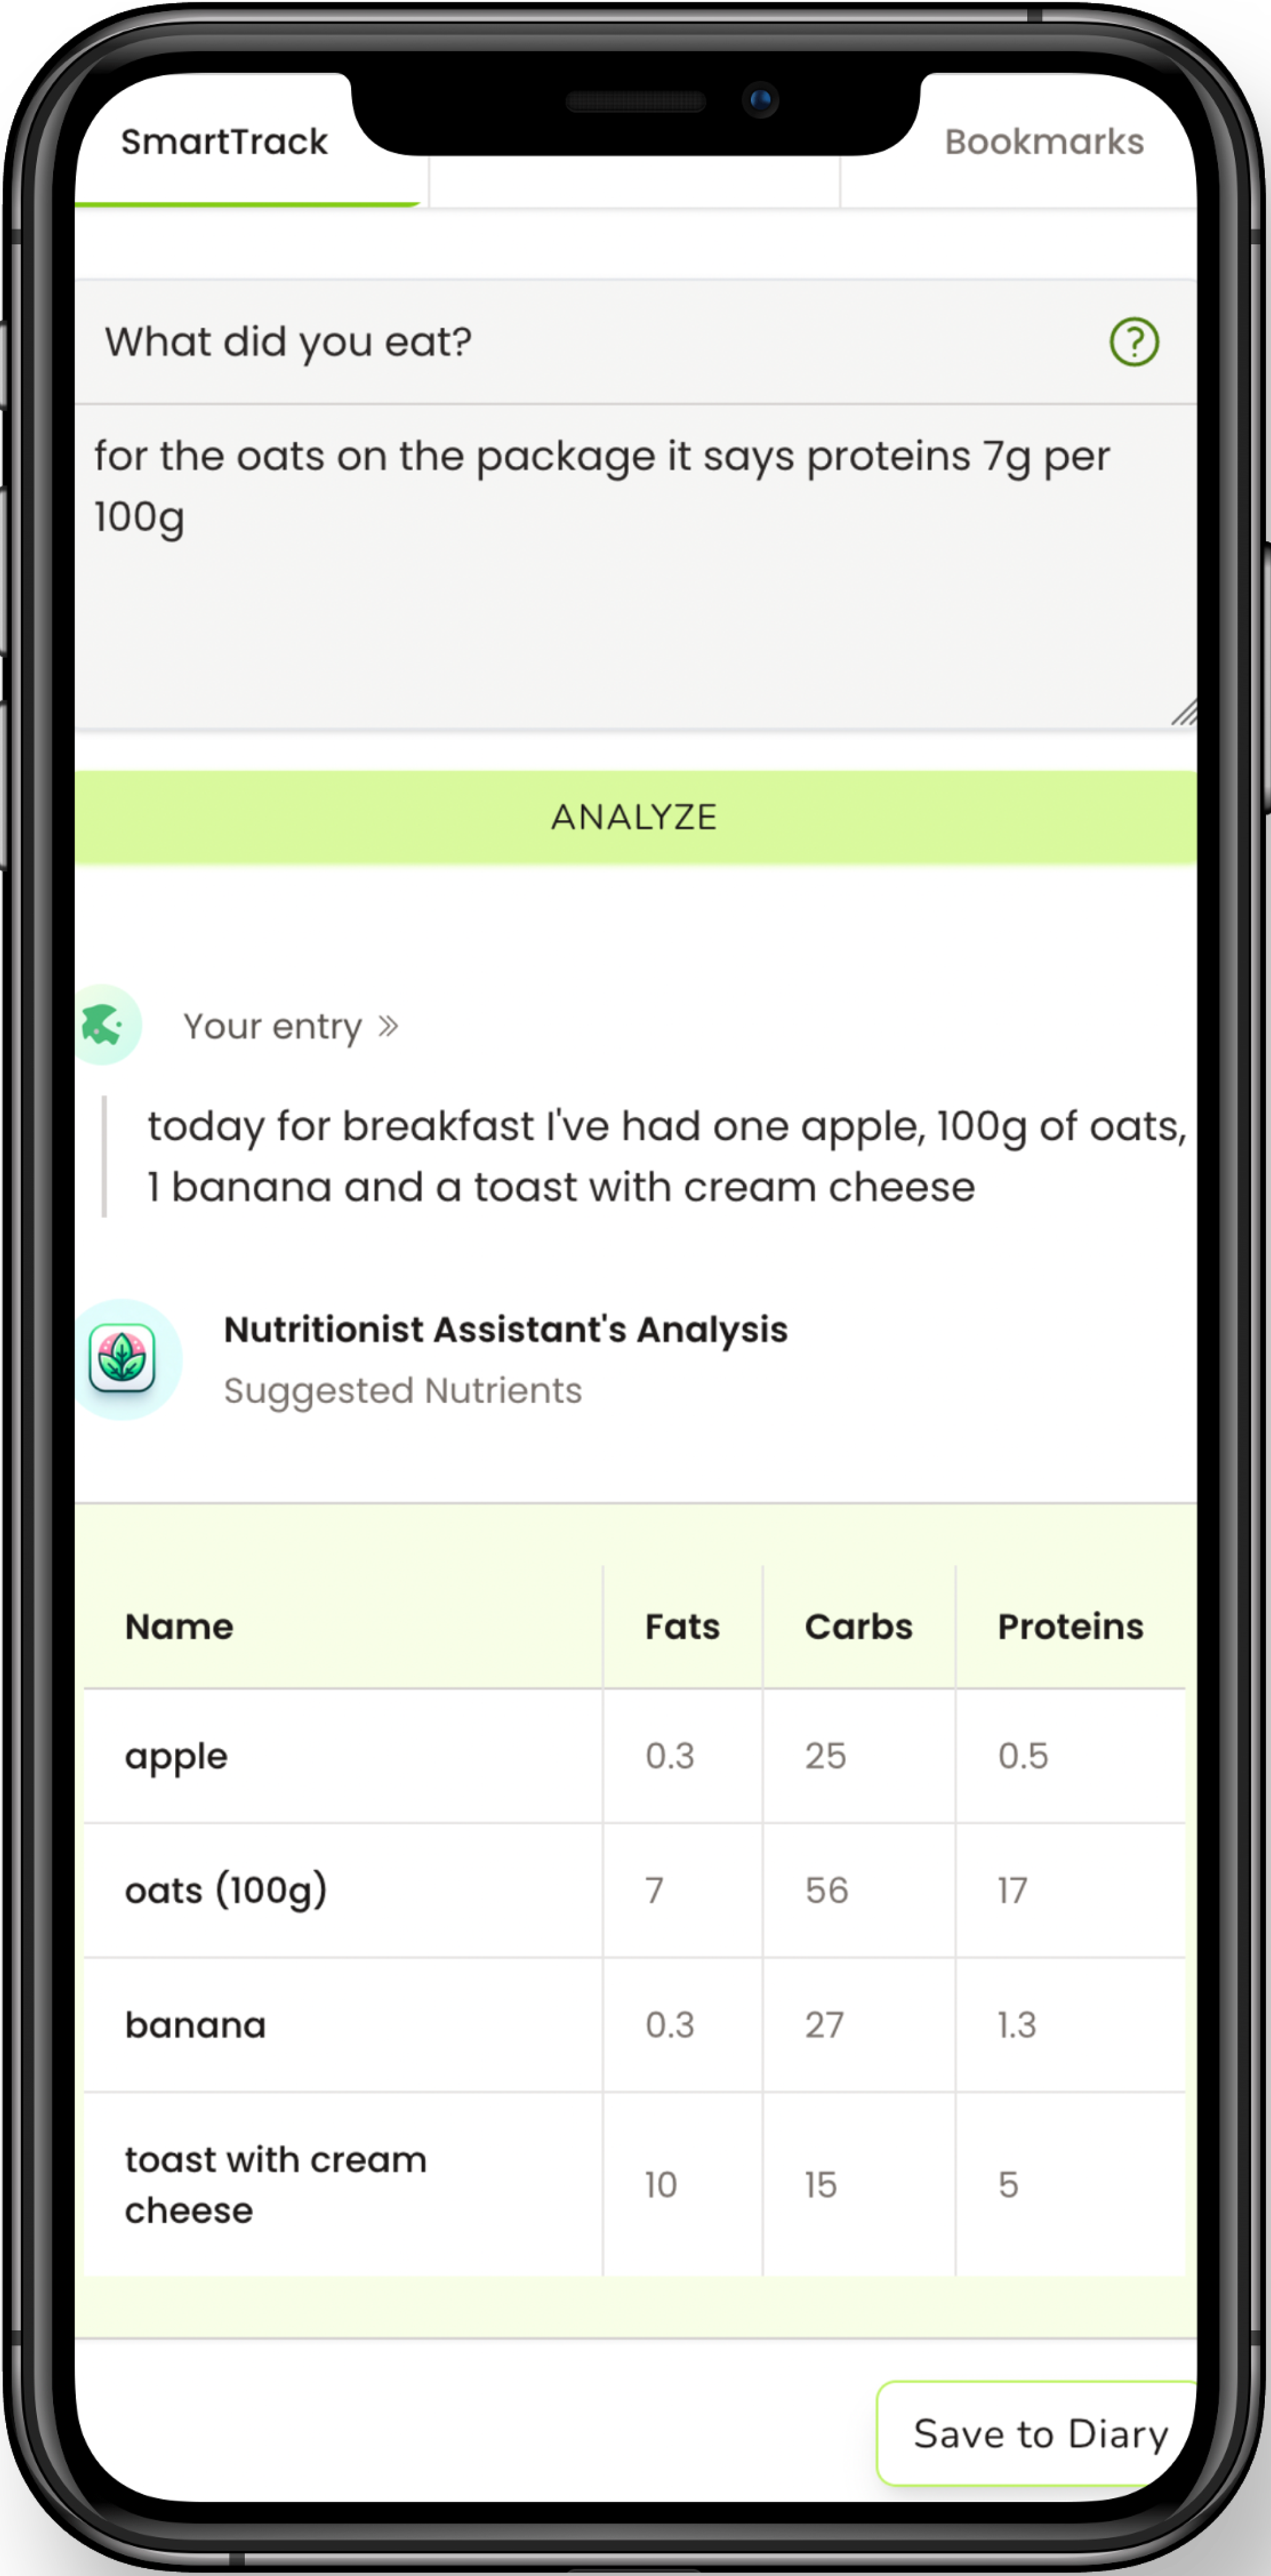 SmartTrack
Bookmarks
What did you eat?
for the oats on the package it says proteins 7g per
100g
ANALYZE
Your entry »
today for breakfast I've had one apple, 100g of oats,
1 banana and a toast with cream cheese
Nutritionist Assistant's Analysis
Suggested Nutrients
Name Fats Carbs Proteins
apple 0.3 25 0.5
oats (100g) 7 56 17
banana 0.3 27 1.3
toast with cream
cheese 10 15 5
Save to Diary